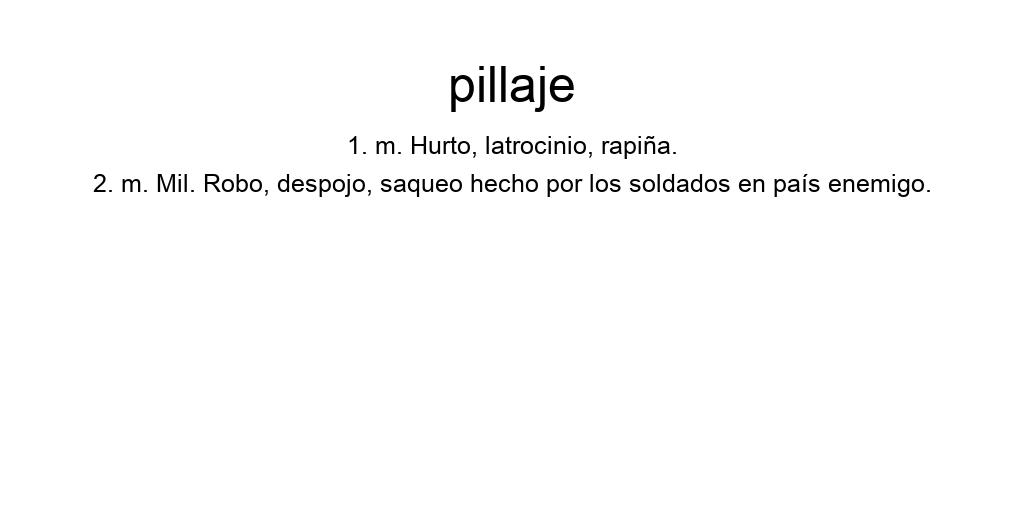 pillaje
1. m. Hurto, latrocinio, rapiña.
2. m. Mil. Robo, despojo, saqueo hecho por los soldados en país enemigo.